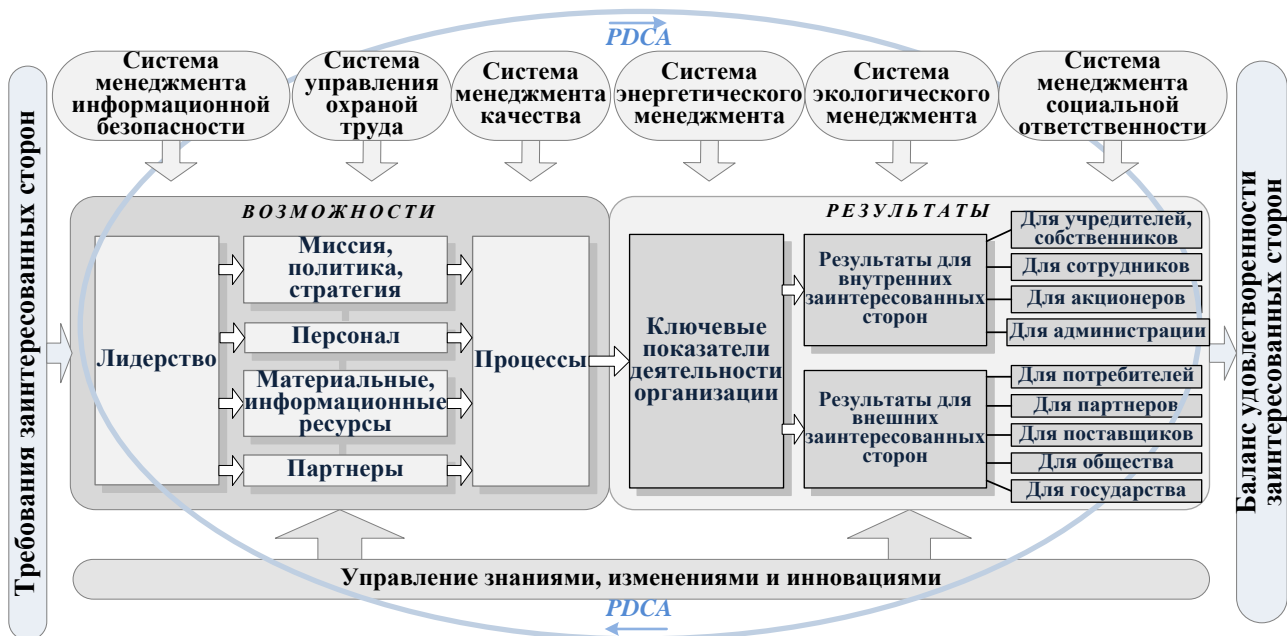 PDCA
Система
менеджмента
информационной
безопасности
Система
управления
охраной
труда
Система
менеджмента
качества
Система
энергетического
менеджмента
Система
экологического
менеджмента
Система
менеджмента
социальной
ответственности
Требования заинтересованных сторон
ВОЗМОЖНОСТИ
Лидерство
Миссия,
политика,
стратегия
Персонал
Материальные,
информационные
ресурсы
Партнеры
Процессы
РЕЗУЛЬТАТЫ
Ключевые
показатели
деятельности
организации
Результаты для
внутренних
заинтересованных
сторон
Для учредителей,
собственников
Для сотрудников
Для акционеров
Для администрации
Результаты для
внешних
заинтересованных
сторон
Для потребителей
Для партнеров
Для поставщиков
Для общества
Для государства
Баланс удовлетворенности
заинтересованных сторон
Управление знаниями, изменениями и инновациями
PDCA